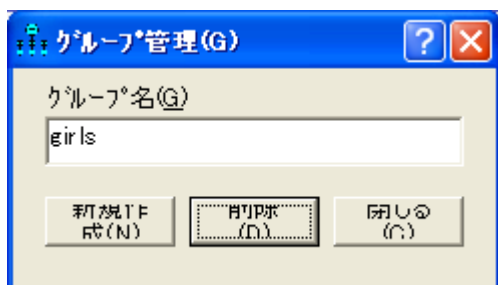 ｸﾞﾙｰﾌﾟ管理(G)
ｸﾞﾙｰﾌﾟ名(G)
girls
新規作
成(N)
削除
(D)
閉じる
(C)